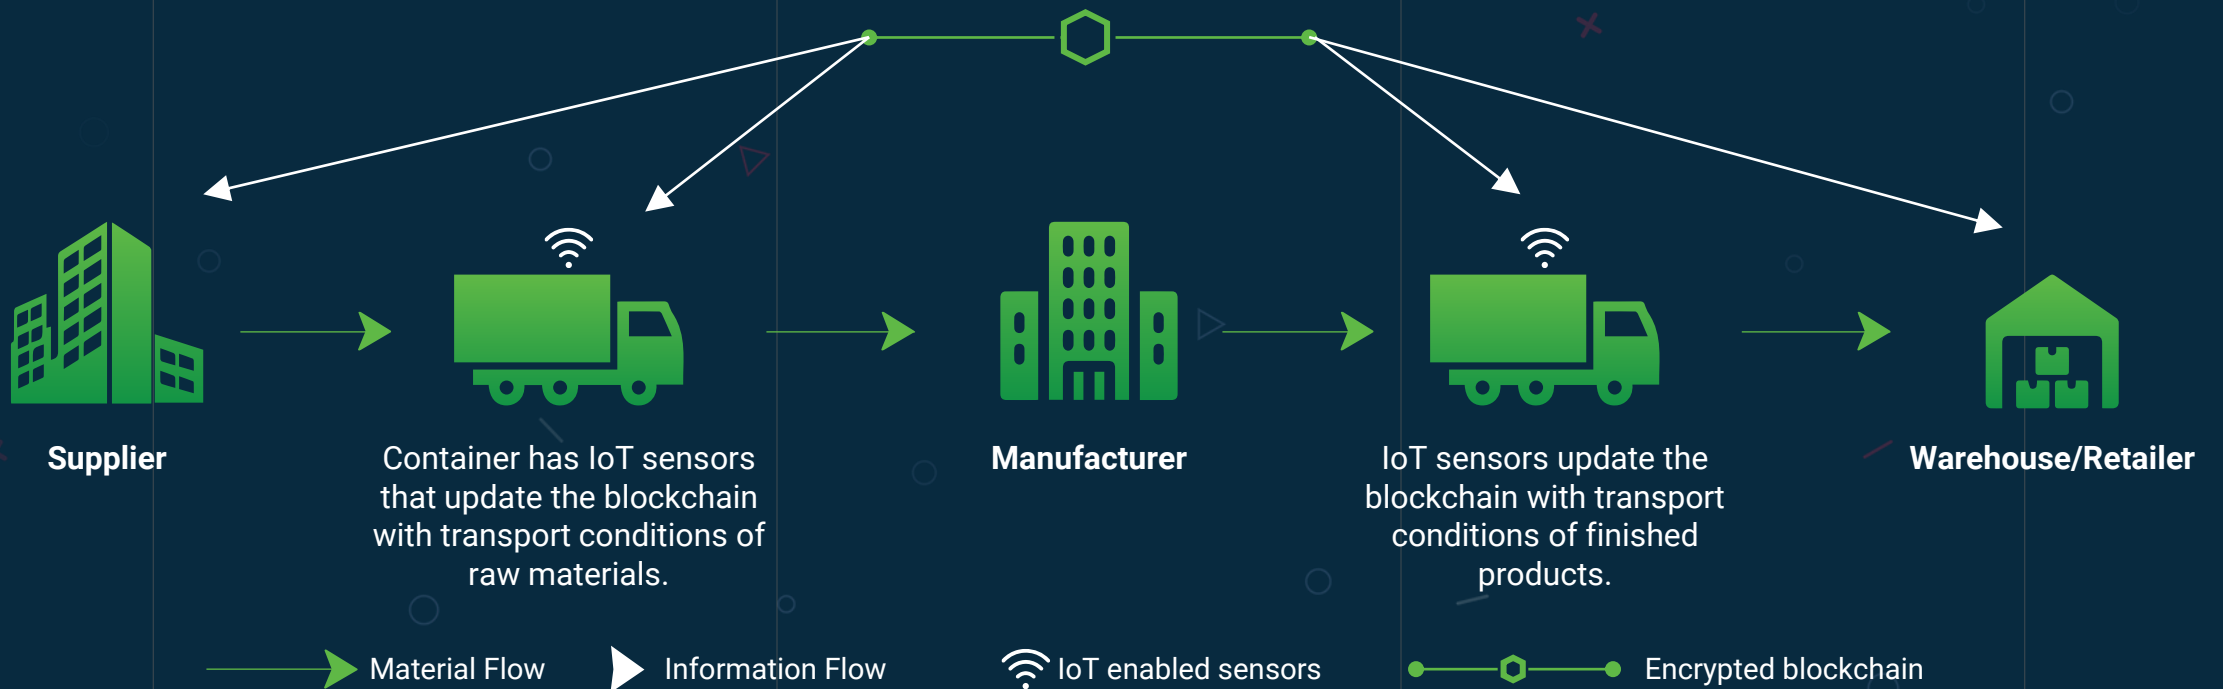 Supplier
Container has IoT sensors
that update the blockchain
with transport conditions of
raw materials.
Manufacturer
IoT sensors update the
blockchain with transport
conditions of finished
products.
Warehouse/Retailer
Material Flow
Information Flow
IoT enabled sensors
Encrypted blockchain